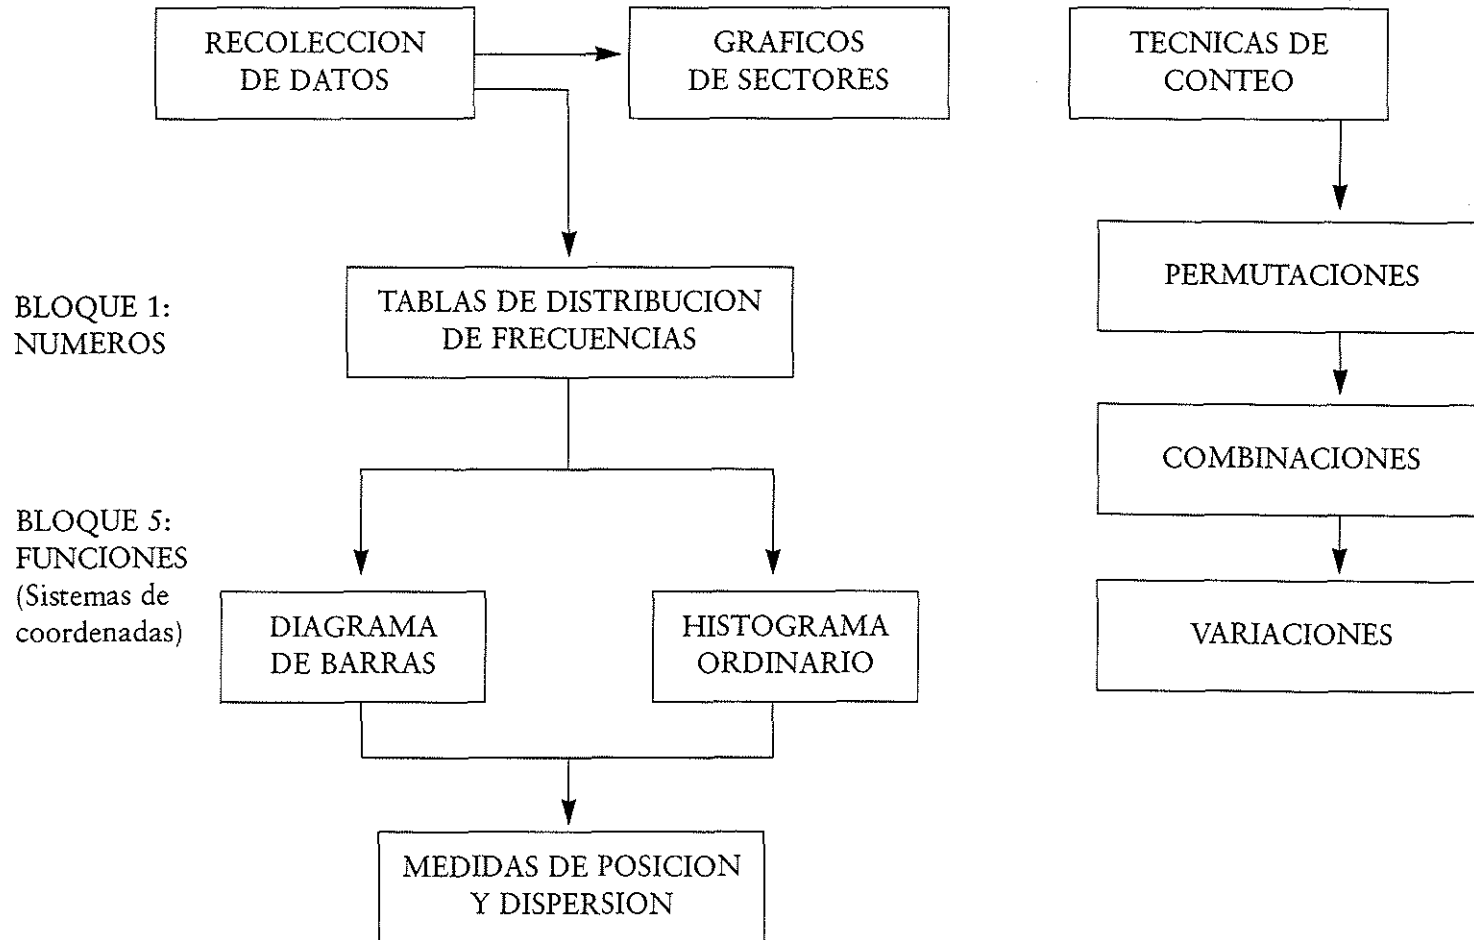 RECOLECCION
DE DATOS
GRAFICOS
DE SECTORES
TECNICAS DE
CONTEO
BLOQUE 1:
NUMEROS
TABLAS DE DISTRIBUCION
DE FRECUENCIAS
PERMUTACIONES
COMBINACIONES
BLOQUE 5:
FUNCIONES
(Sistemas de
coordenadas)
DIAGRAMA
DE BARRAS
HISTOGRAMA
ORDINARIO
VARIACIONES
MEDIDAS DE POSICION
Y DISPERSION